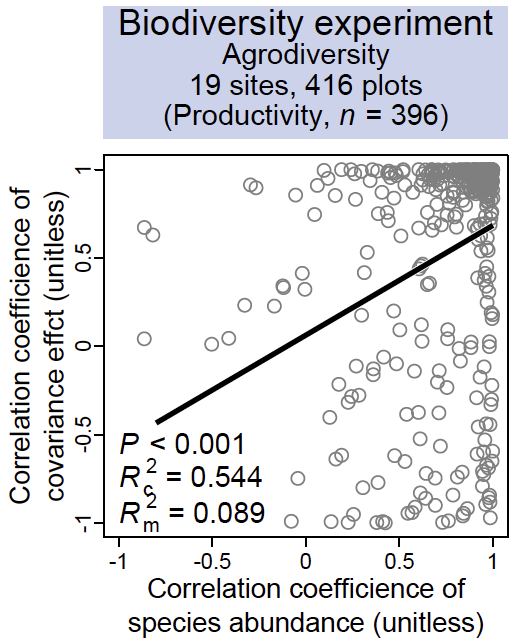 Biodiversity experiment
Agrodiversity
19 sites, 416 plots
(Productivity, n = 396)
Correlation coefficience of
covariance effct (unitless)
1
0.5
0
-0.5
-1
P < 0.001
R²c = 0.544
R²m = 0.089
-1
-0.5
0
0.5
1
Correlation coefficience of
species abundance (unitless)